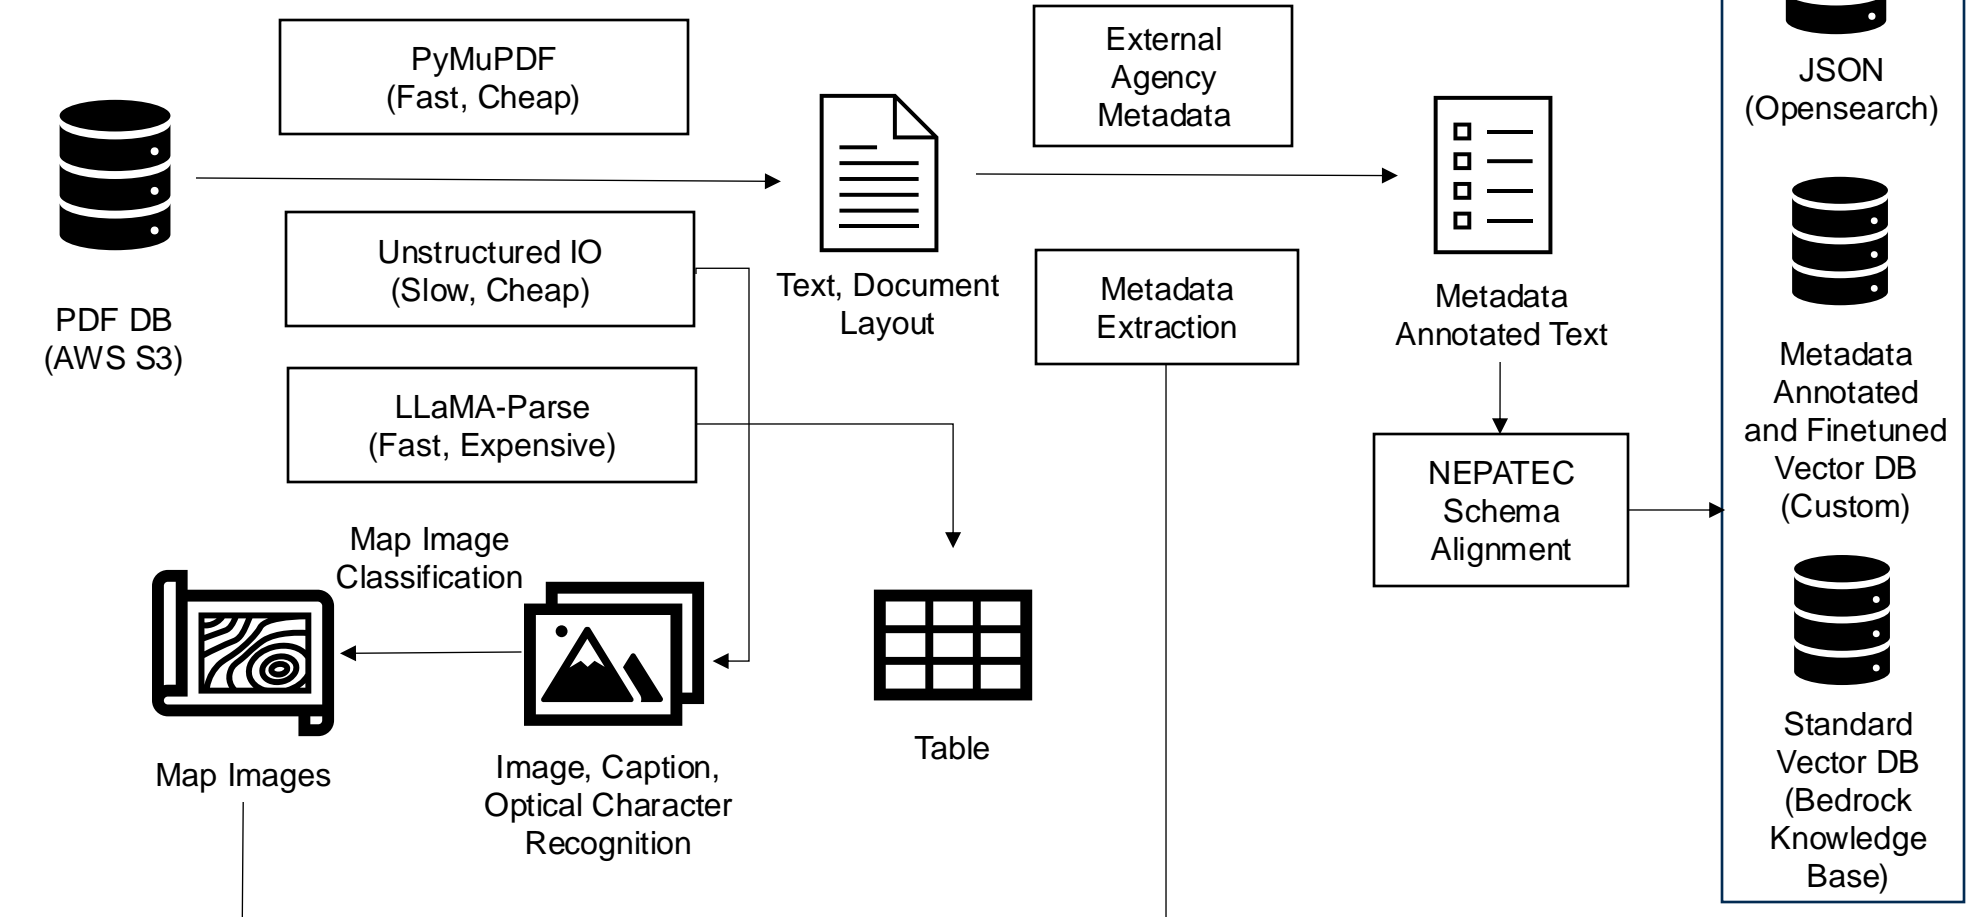 PyMuPDF
(Fast, Cheap)
External
Agency
Metadata
JSON
(Opensearch)
Unstructured IO
(Slow, Cheap)
Text, Document
Layout
Metadata
Extraction
Metadata
Annotated Text
PDF DB
(AWS S3)
Metadata
Annotated
and Finetuned
Vector DB
(Custom)
LLaMA-Parse
(Fast, Expensive)
NEPATEC
Schema
Alignment
Map Image
Classification
Map Images
Image, Caption,
Optical Character
Recognition
Table
Standard
Vector DB
(Bedrock
Knowledge
Base)